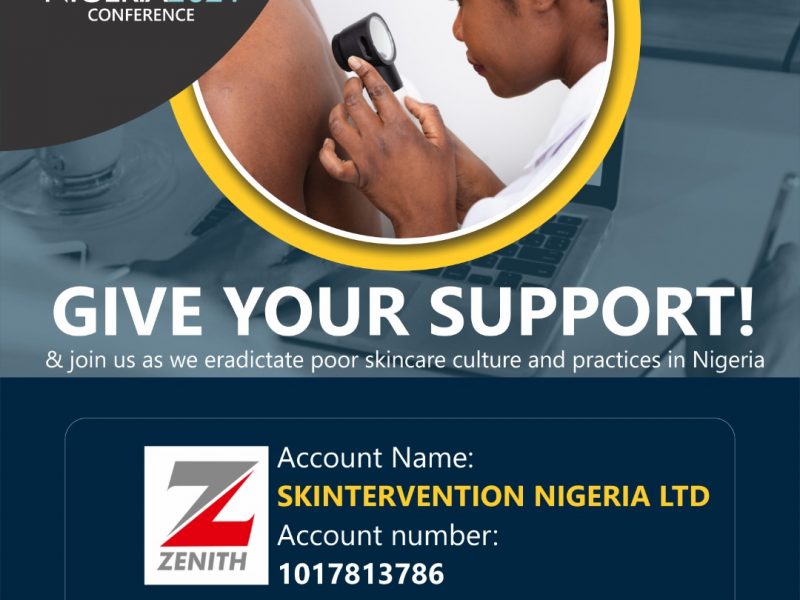 CONFERENCE
GIVE YOUR SUPPORT!
& join us as we eradictate poor skincare culture and practices in Nigeria
Account Name:
SKINTERVENTION NIGERIA LTD
ZENITH
Account number:
1017813786